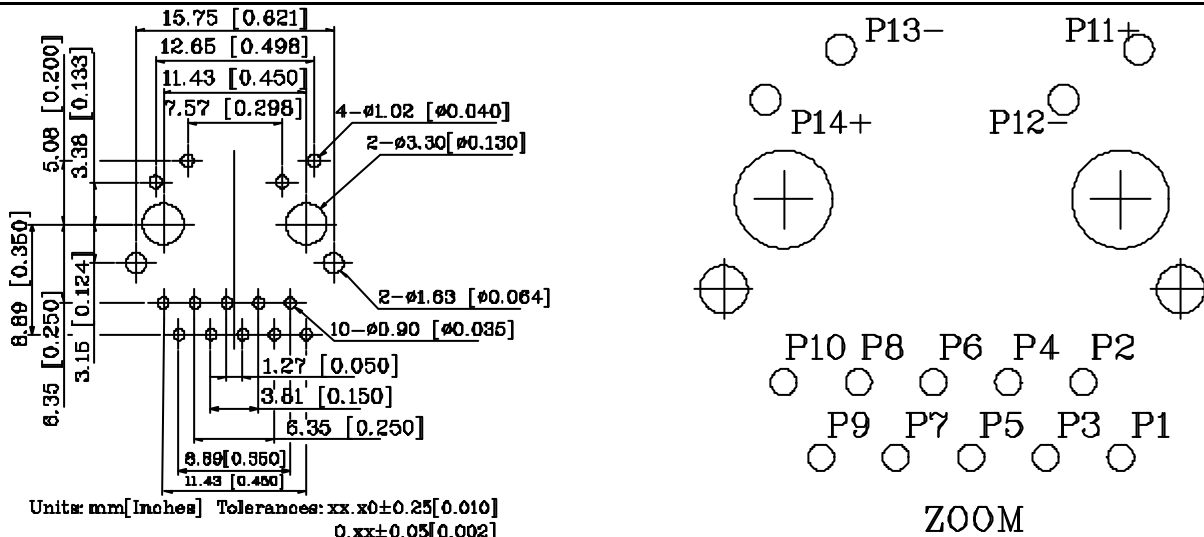 15.75 [0.621]
12.65 [0.498]
11.43 [0.450]
7.57 [0.298]
5.08 [0.200]
3.38 [0.133]
4-ø1.02 [ø0.040]
2-ø3.30[ø0.130]
8.89 [0.350]
6.35 [0.250]
3.15 [0.124]
2-ø1.63 [ø0.064]
10-ø0.90 [ø0.035]
1.27 [0.050]
3.81 [0.150]
6.35 [0.250]
8.89[0.350]
11.43 [0.450]
Units: mm[Inches] Tolerances: xx.x0±0.25[0.010]
0.xx±0.05[0.002]
P13- P11+
P14+ P12-
P10 P8 P6 P4 P2
P9 P7 P5 P3 P1
ZOOM